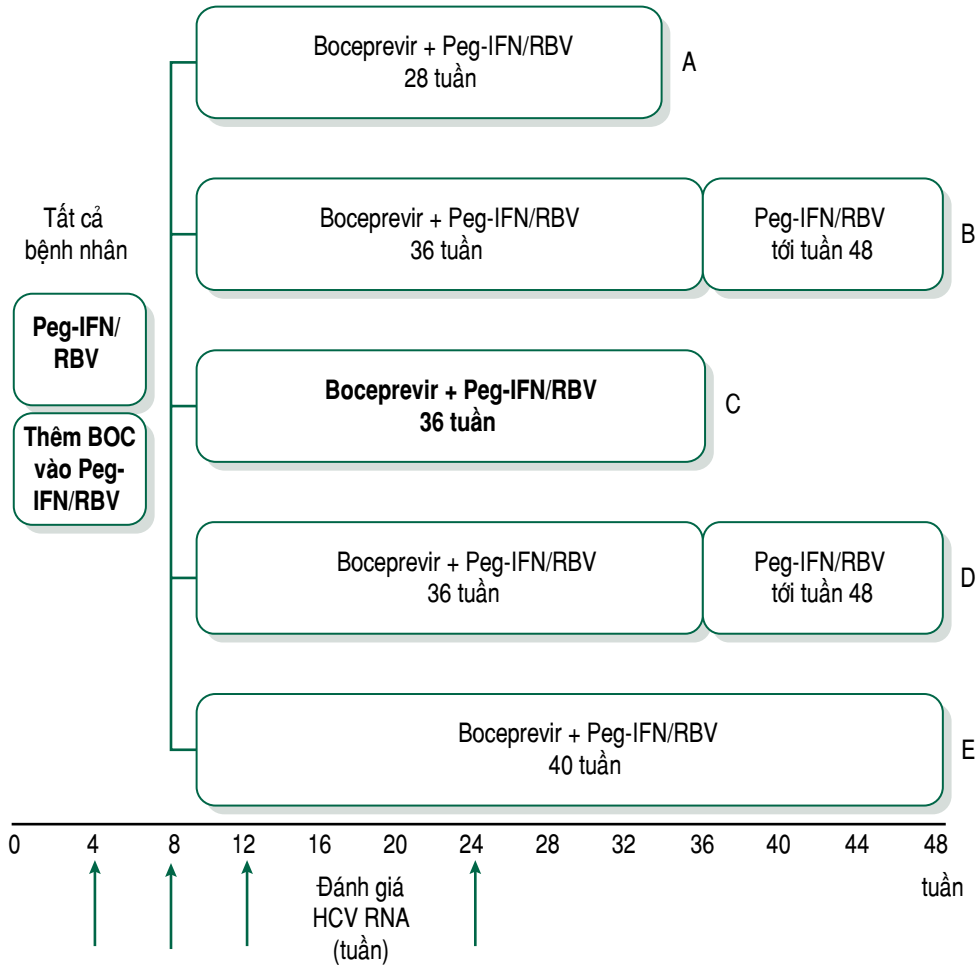 Boceprevir + Peg-IFN/RBV
28 tuần
A
Tất cả
bệnh nhân
Boceprevir + Peg-IFN/RBV
36 tuần
Peg-IFN/RBV
tới tuần 48
B
Peg-IFN/
RBV
Thêm BOC
vào Peg-
IFN/RBV
Boceprevir + Peg-IFN/RBV
36 tuần
C
Boceprevir + Peg-IFN/RBV
36 tuần
Peg-IFN/RBV
tới tuần 48
D
Boceprevir + Peg-IFN/RBV
40 tuần
E
0 4 8 12 16 20 24 28 32 36 40 44 48
Đánh giá
HCV RNA
(tuần)
tuần